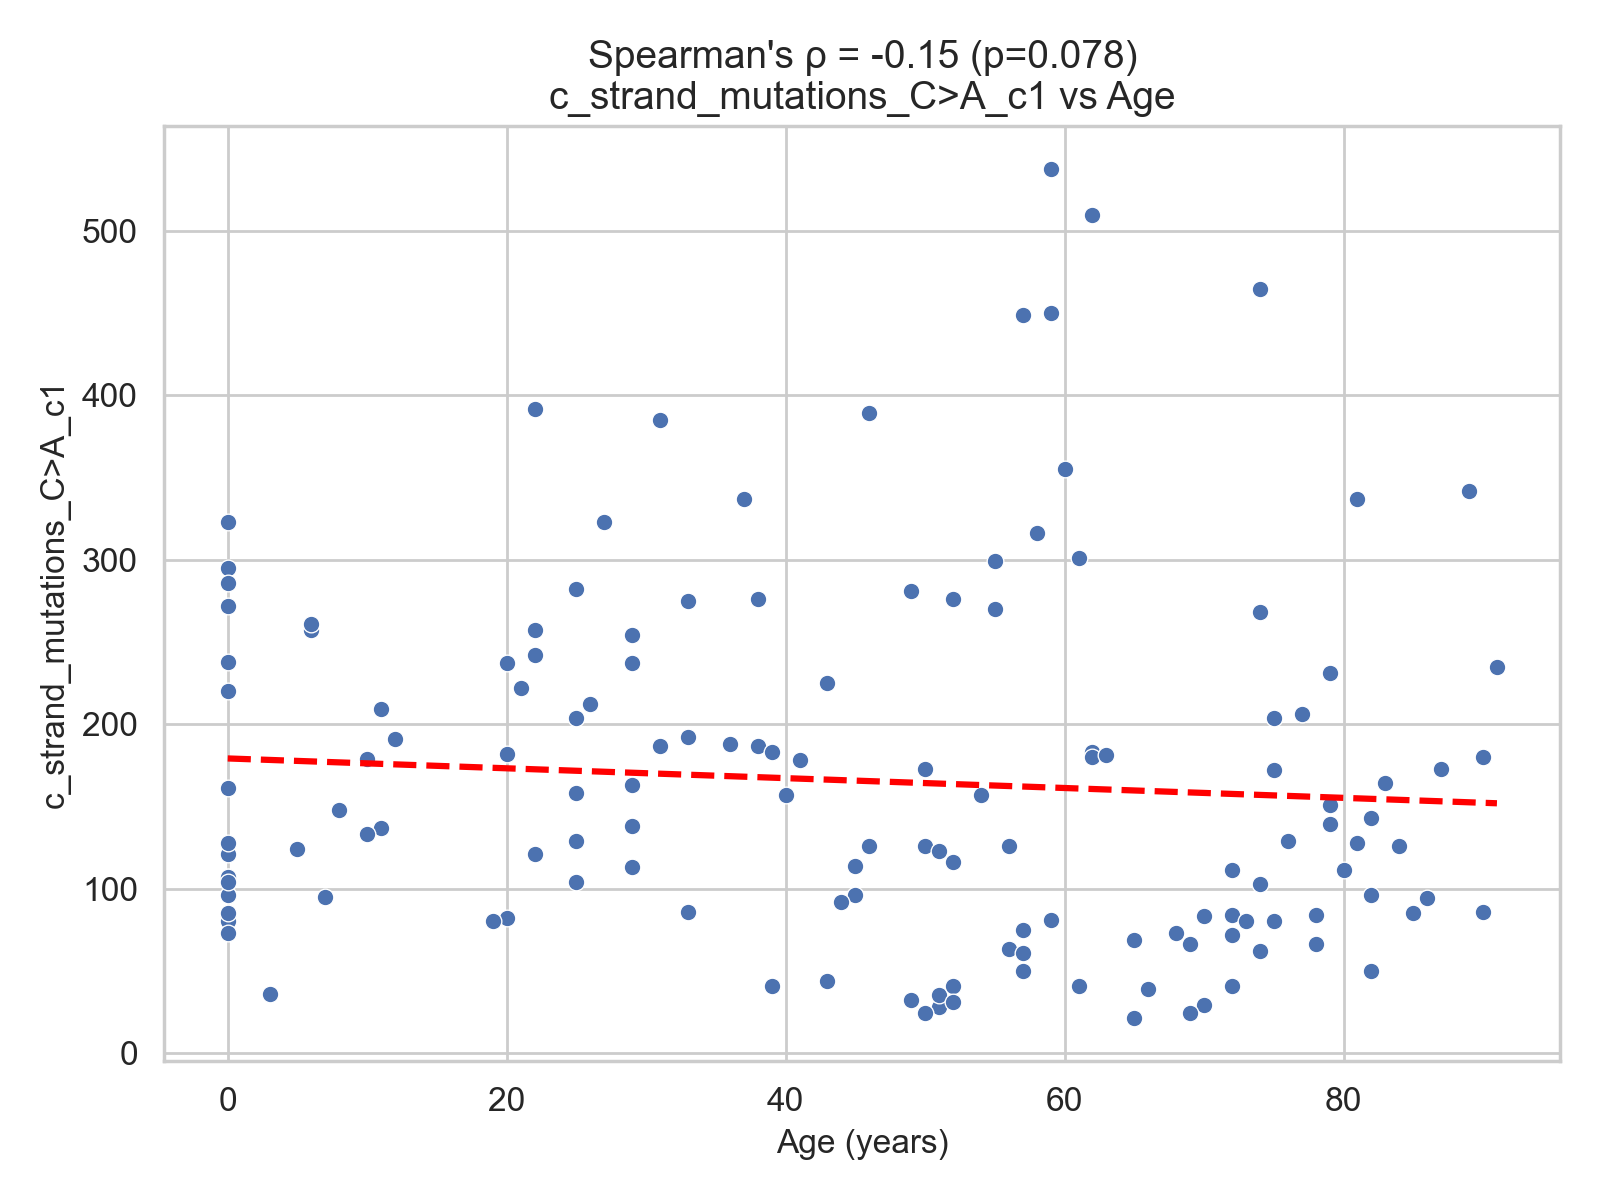 Spearman's ρ = -0.15 (p=0.078)
c_strand_mutations_C>A_c1 vs Age
c_strand_mutations_C>A_c1
500
400
300
200
100
0
0 20 40 60 80
Age (years)